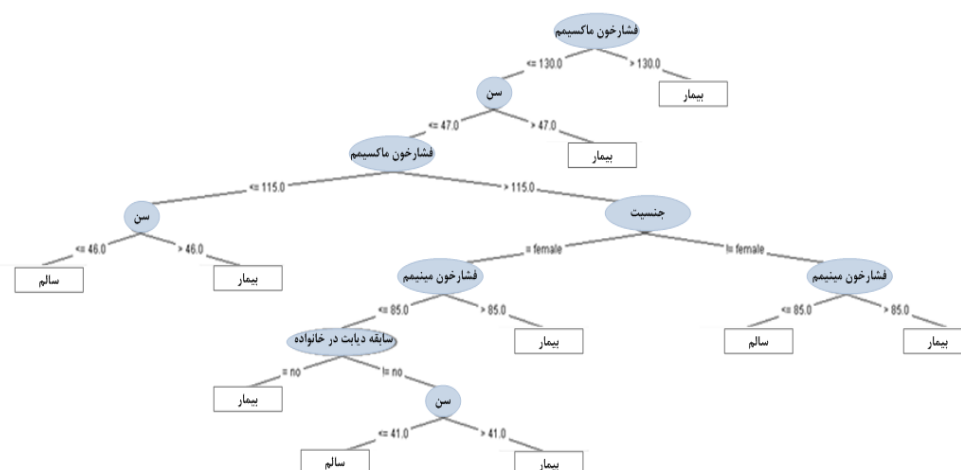 فشارخون ماکسیمم
<= 130.0
> 130.0
سن
بیمار
<= 47.0
> 47.0
فشارخون ماکسیمم
بیمار
<= 115.0
> 115.0
سن
جنسیت
<= 46.0
> 46.0
= female
!= female
سالم
بیمار
فشارخون مینیمم
فشارخون مینیمم
<= 85.0
> 85.0
<= 85.0
> 85.0
سابقه دیابت در خانواده
بیمار
سالم
بیمار
= no
!= no
بیمار
سن
<= 41.0
> 41.0
سالم
بیمار